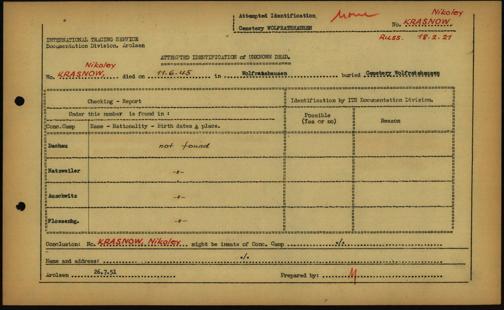 Attempted Identification
Cemetery WOLFRATSHAUSEN
None
Nikoley
No. KRASNOW.
Russ. 18.2.21
INTERNATIONAL TRACING SERVICE
Documentation Division, Arolsen
ATTEMPTED IDENTIFICATION of UNKNOWN DEAD.
Nikoley
No. KRASNOW, died on 11.6.45 in Wolfratshausen buried Cemetery Wolfratshausen
Checking - Report
Identification by ITS Documentation Division.
Under this number is found in :
Possible
(Yes or no)
Reason
Conc.Camp
Name - Nationality - Birth dates & place.
Dachau not found
Natzweiler -"-
Auschwitz -"-
Flossenbg. -"-
Conclusion: No. KRASNOW, Nikoley might be inmate of Conc. Camp ./.
Name and address: ./.
Arolsen 26.7.51 Prepared by: